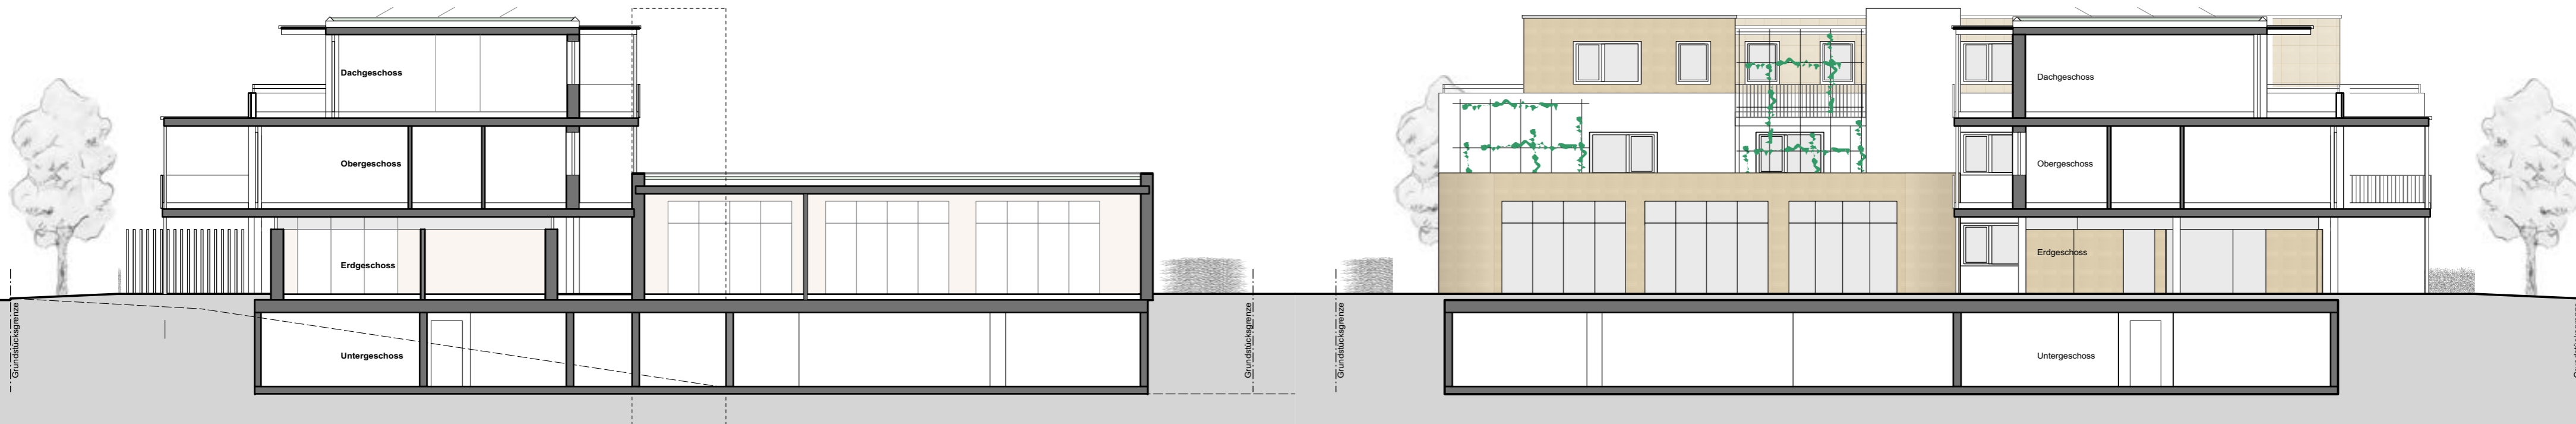 Dachgeschoss
Obergeschoss
Erdgeschoss
Untergeschoss
Grundstücksgrenze
Grundstücksgrenze
Grundstücksgrenze
Dachgeschoss
Obergeschoss
Erdgeschoss
Untergeschoss